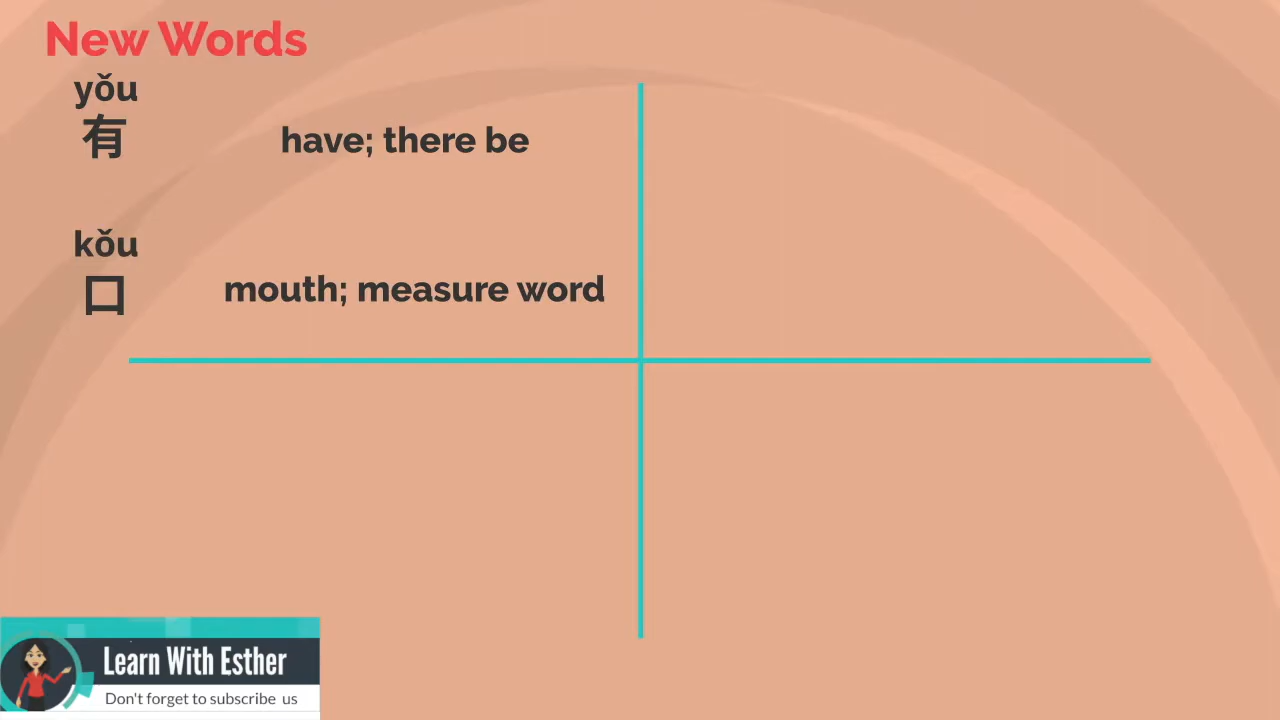 New Words
yǒu
有
have; there be
kǒu
口
mouth; measure word
Learn With Esther
Don't forget to subscribe us